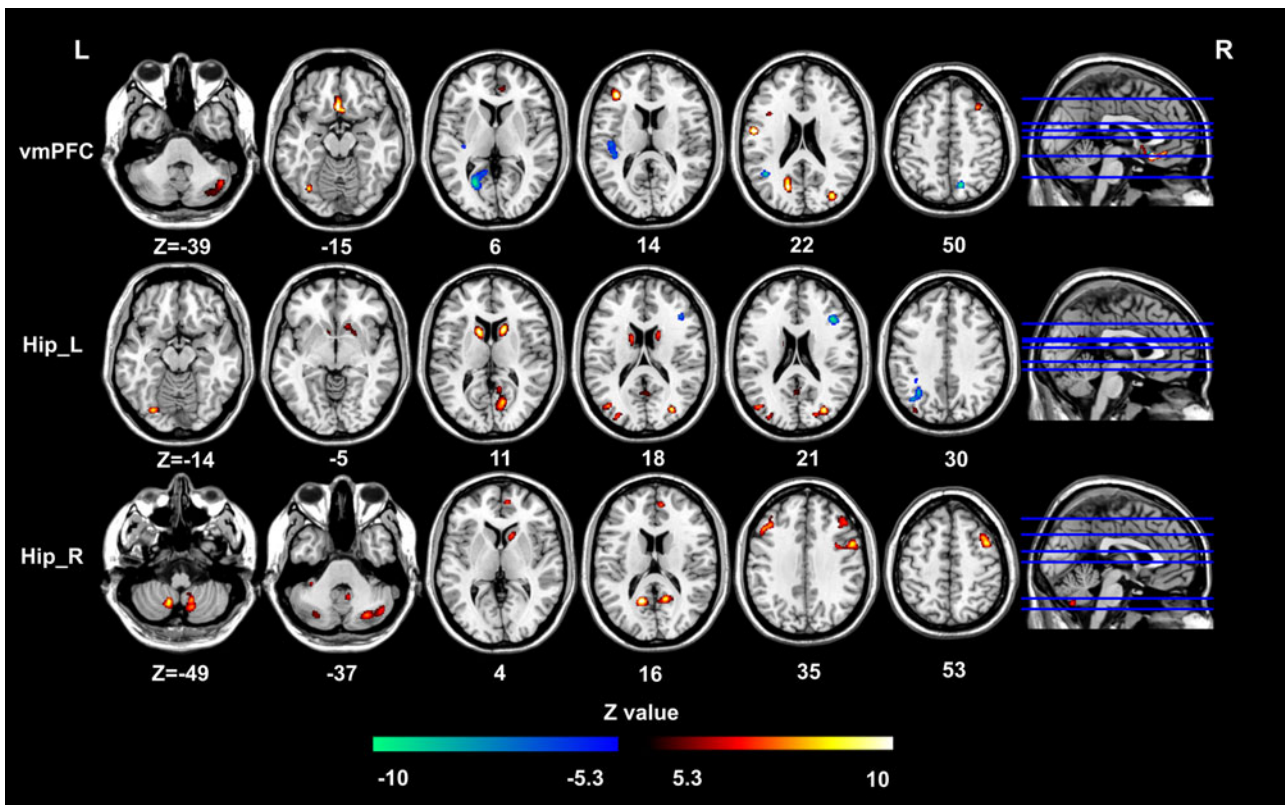 L R
vmPFC
Z=-39 -15 6 14 22 50
Hip_L
Z=-14 -5 11 18 21 30
Hip_R
Z=-49 -37 4 16 35 53
Z value
-10 -5.3 5.3 10